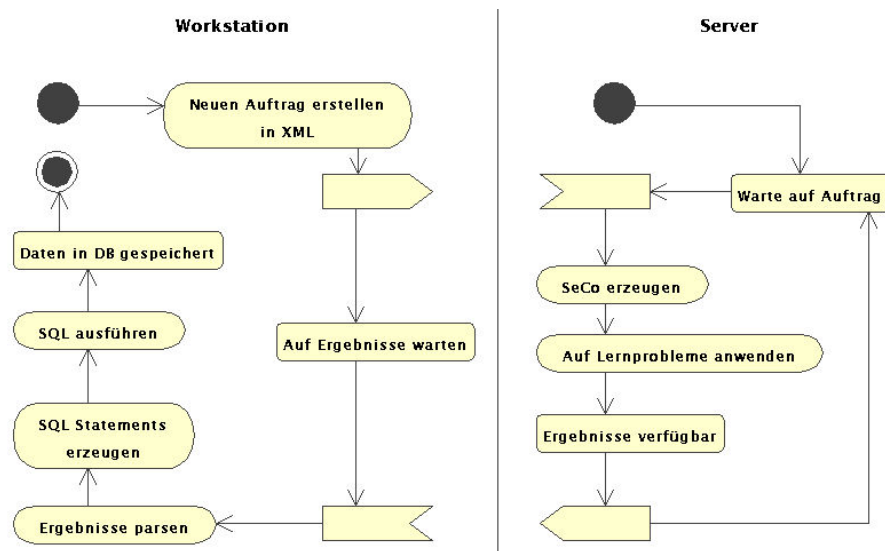 Workstation
Neuen Auftrag erstellen
in XML
Daten in DB gespeichert
SQL ausführen
Auf Ergebnisse warten
SQL Statements
erzeugen
Ergebnisse parsen
Server
Warte auf Auftrag
SeCo erzeugen
Auf Lernprobleme anwenden
Ergebnisse verfügbar